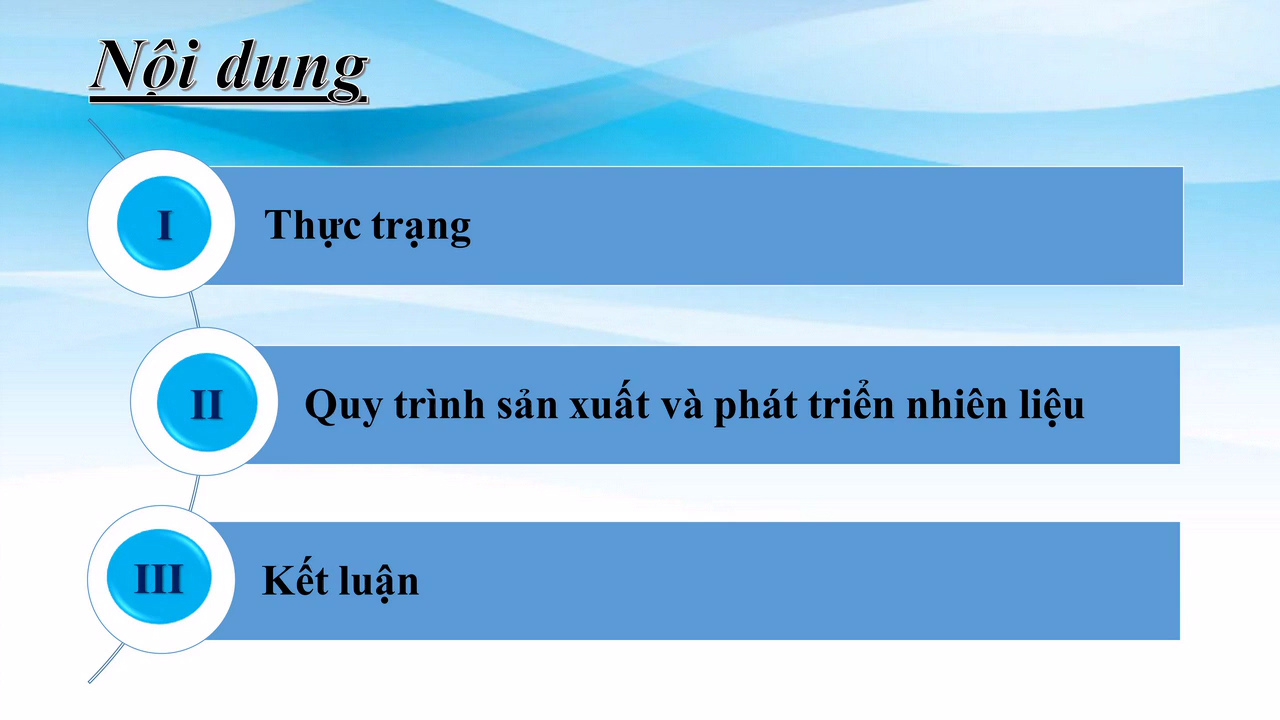 Nội dung
I Thực trạng
II Quy trình sản xuất và phát triển nhiên liệu
III Kết luận